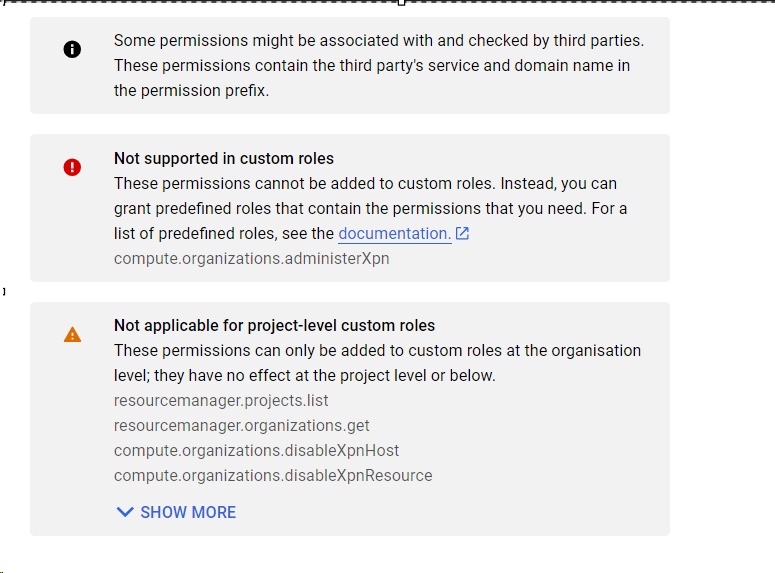 Some permissions might be associated with and checked by third parties.
These permissions contain the third party's service and domain name in
the permission prefix.
Not supported in custom roles
These permissions cannot be added to custom roles. Instead, you can
grant predefined roles that contain the permissions that you need. For a
list of predefined roles, see the documentation.
compute.organizations.administerXpn
Not applicable for project-level custom roles
These permissions can only be added to custom roles at the organisation
level; they have no effect at the project level or below.
resourcemanager.projects.list
resourcemanager.organizations.get
compute.organizations.disableXpnHost
compute.organizations.disableXpnResource
SHOW MORE